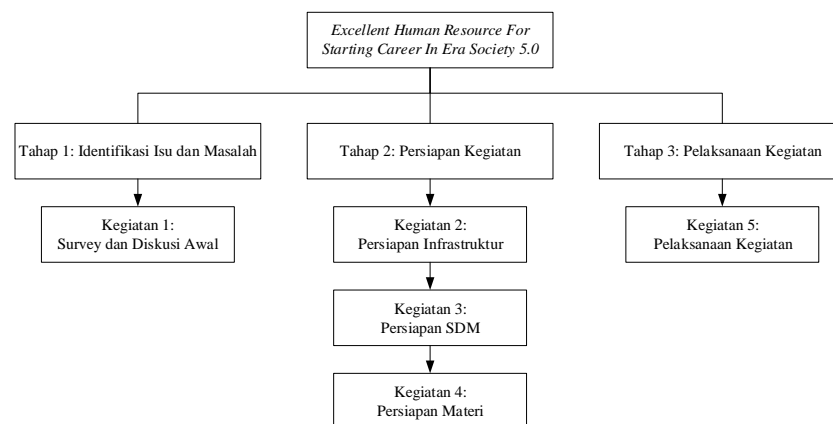 Excellent Human Resource For
Starting Career In Era Society 5.0
Tahap 1: Identifikasi Isu dan Masalah
Tahap 2: Persiapan Kegiatan
Tahap 3: Pelaksanaan Kegiatan
Kegiatan 1:
Survey dan Diskusi Awal
Kegiatan 2:
Persiapan Infrastruktur
Kegiatan 5:
Pelaksanaan Kegiatan
Kegiatan 3:
Persiapan SDM
Kegiatan 4:
Persiapan Materi